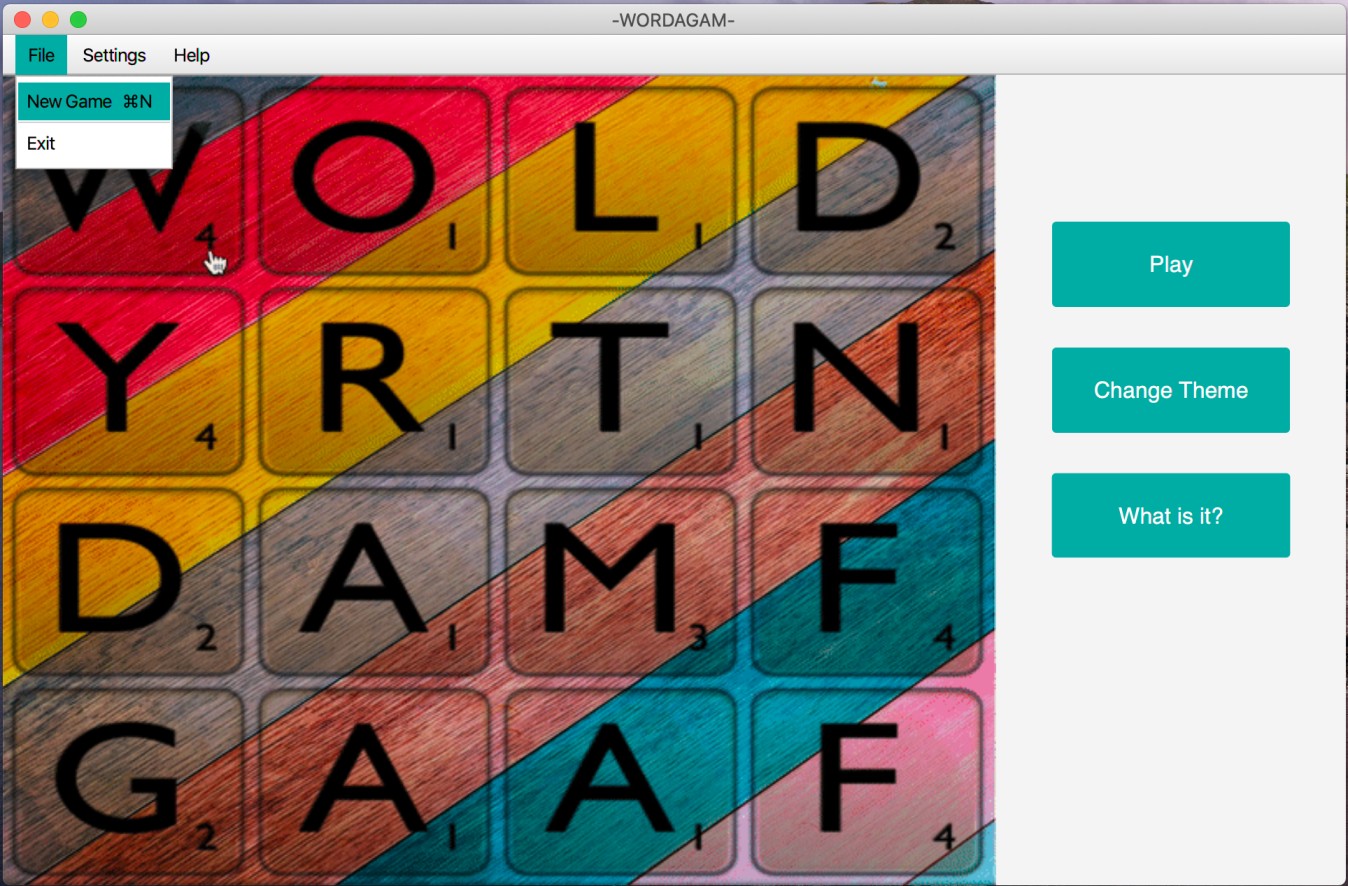 -WORDAGAM-
File Settings Help
New Game ⌘N
Exit
W O L D
4 1 1 2
Y R T N
4 1 1 1
D A M F
2 1 3 4
G A A F
2 1 1 4
Play
Change Theme
What is it?